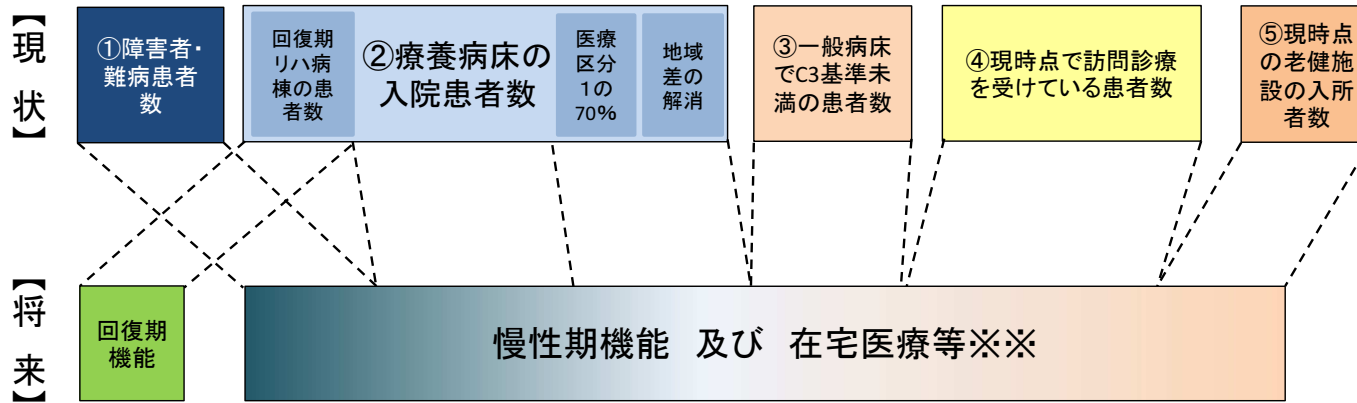 【現状】
①障害者・
難病患者
数
回復期
リハ病
棟の患
者数
②療養病床の
入院患者数
医療
区分
1の
70%
地域
差の
解消
③一般病床
でC3基準未
満の患者数
④現時点で訪問診療
を受けている患者数
⑤現時点
の老健施
設の入所
者数
【将来】
回復期
機能
慢性期機能 及び 在宅医療等※※